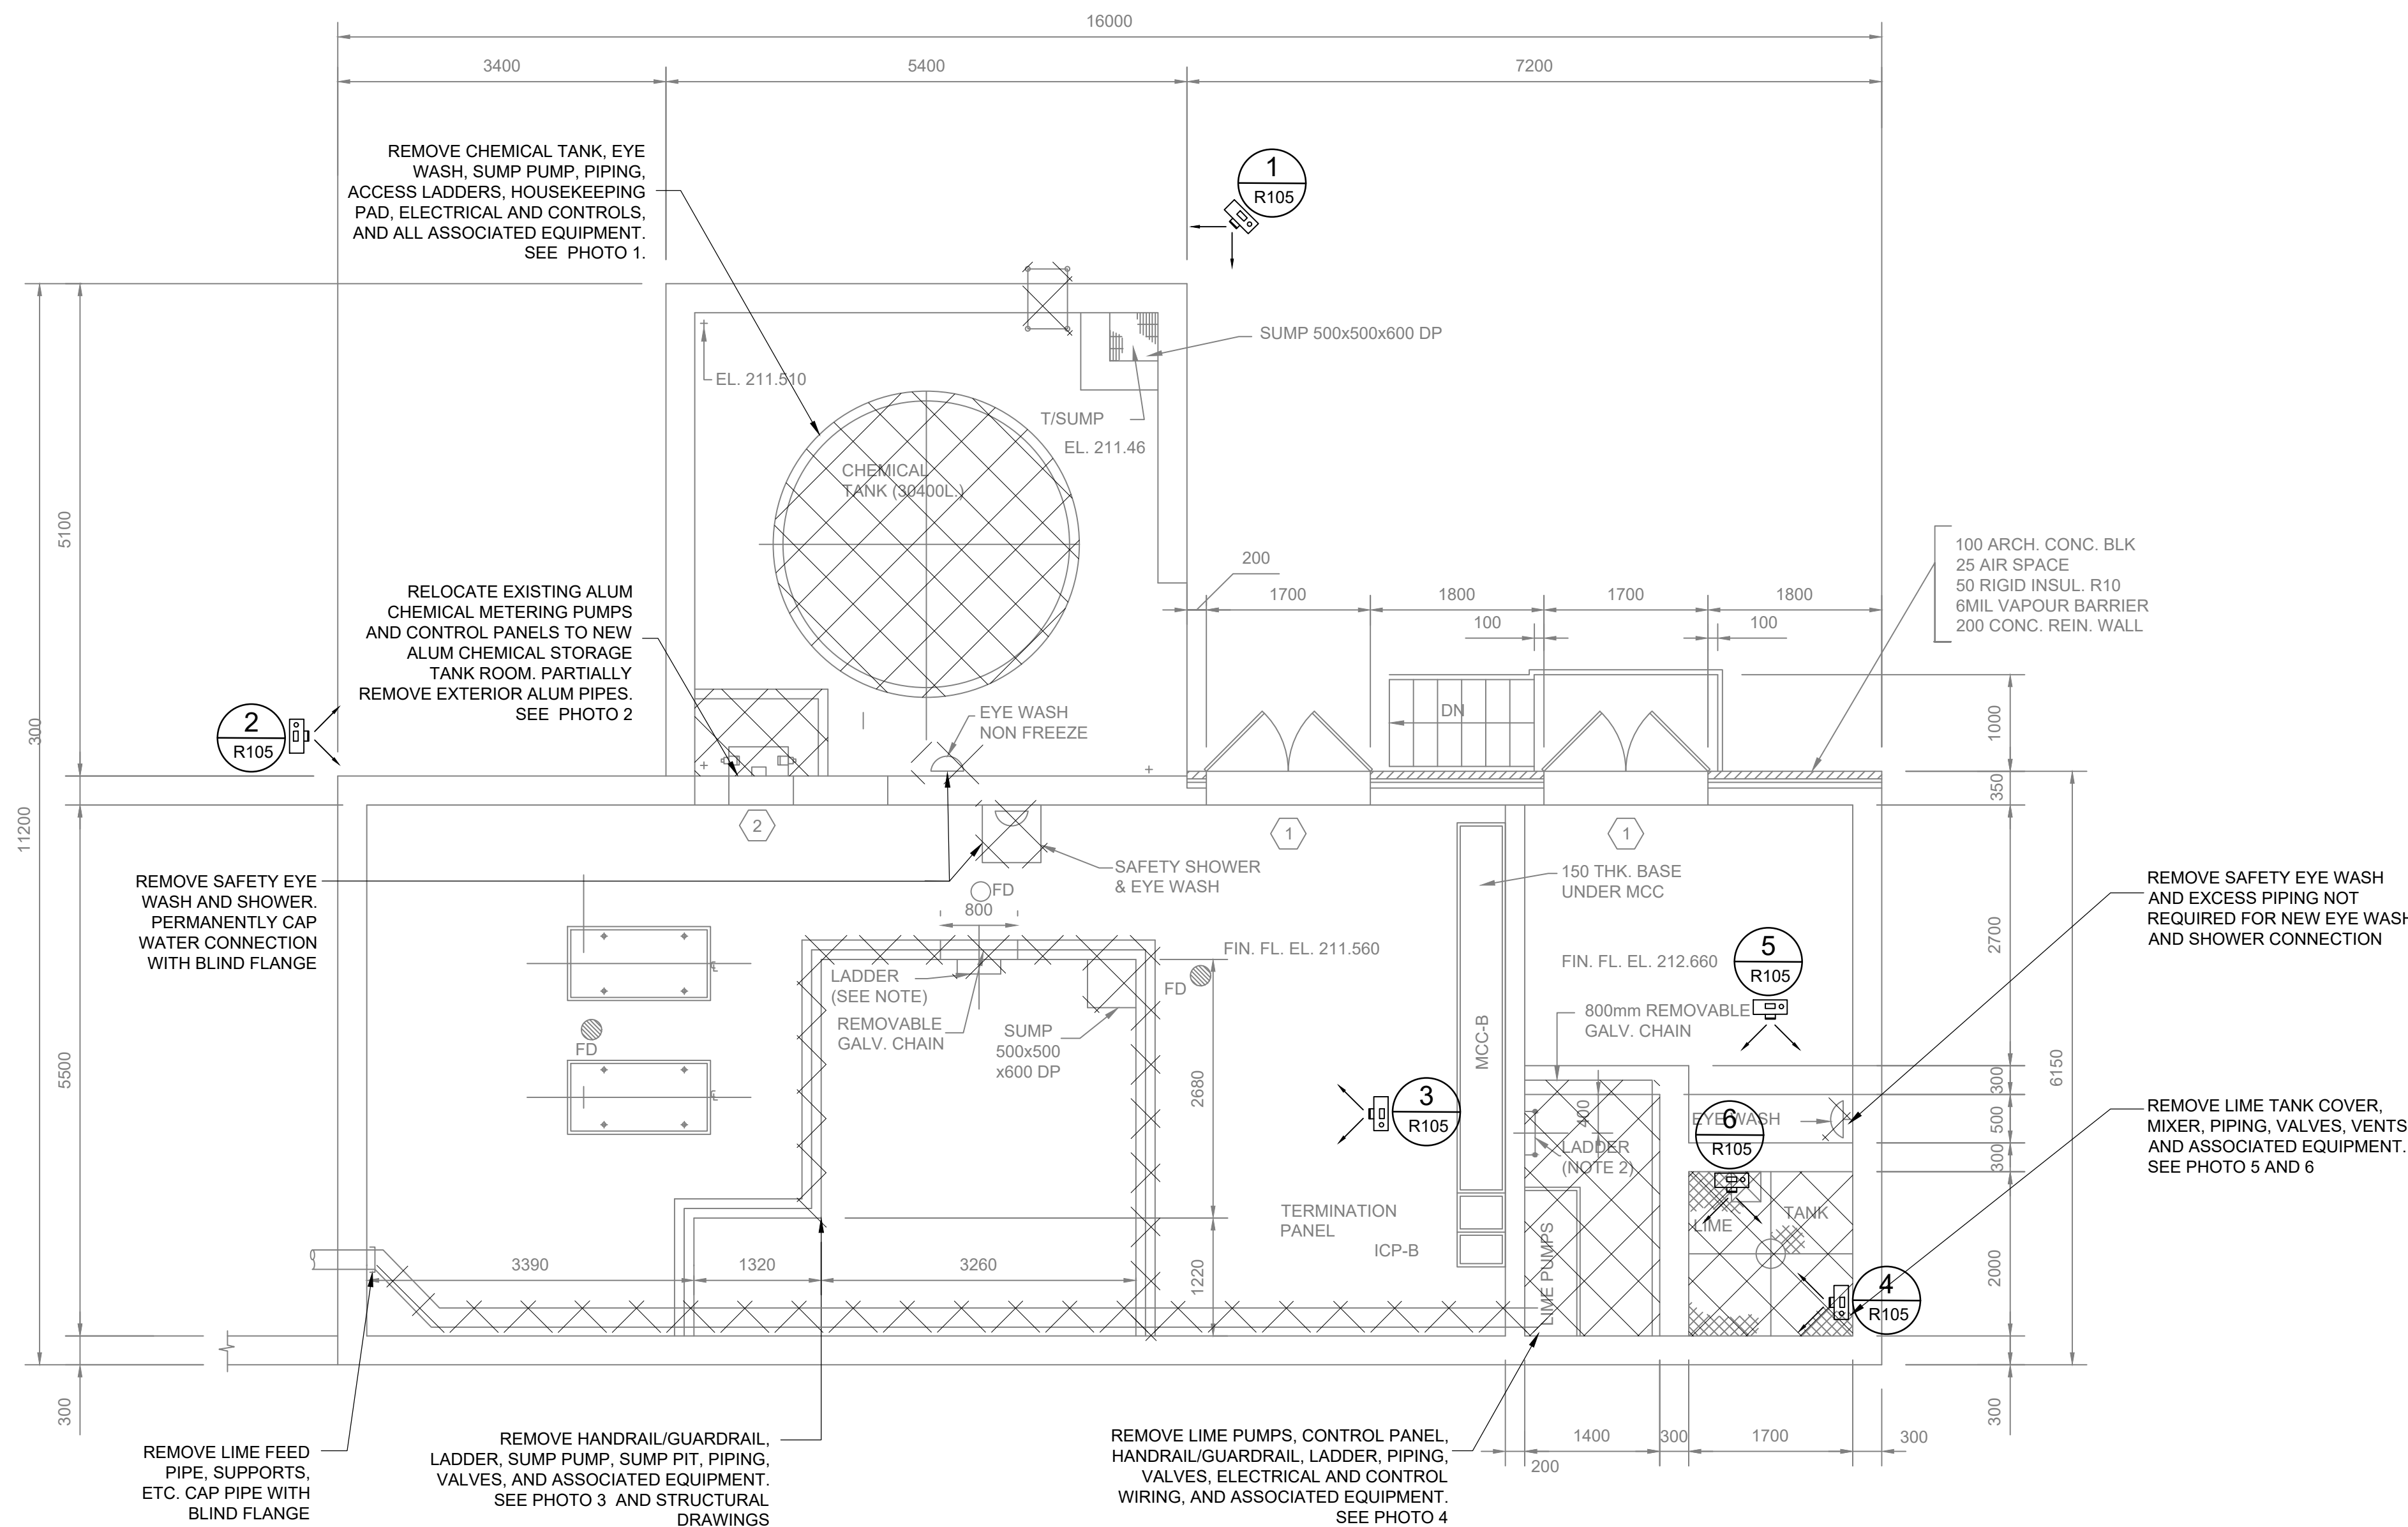 16000
3400
5400
7200
REMOVE CHEMICAL TANK, EYE
WASH, SUMP PUMP, PIPING,
ACCESS LADDERS, HOUSEKEEPING
PAD, ELECTRICAL AND CONTROLS,
AND ALL ASSOCIATED EQUIPMENT.
SEE PHOTO 1.
1
R105
SUMP 500x500x600 DP
EL. 211.510
T/SUMP
EL. 211.46
CHEMICAL
TANK (30400L.)
5100
300
11200
5500
300
RELOCATE EXISTING ALUM
CHEMICAL METERING PUMPS
AND CONTROL PANELS TO NEW
ALUM CHEMICAL STORAGE
TANK ROOM. PARTIALLY
REMOVE EXTERIOR ALUM PIPES.
SEE PHOTO 2
2
R105
EYE WASH
NON FREEZE
200
1700
1800
1700
1800
100
100
DN
100 ARCH. CONC. BLK
25 AIR SPACE
50 RIGID INSUL. R10
6MIL VAPOUR BARRIER
200 CONC. REIN. WALL
1000
350
2700
300
500
300
2000
300
6150
2
1
1
REMOVE SAFETY EYE
WASH AND SHOWER.
PERMANENTLY CAP
WATER CONNECTION
WITH BLIND FLANGE
SAFETY SHOWER
& EYE WASH
FD
800
150 THK. BASE
UNDER MCC
FIN. FL. EL. 211.560
FD
FD
LADDER
(SEE NOTE)
REMOVABLE
GALV. CHAIN
SUMP
500x500
x600 DP
2680
1220
MCC-B
FIN. FL. EL. 212.660
5
R105
800mm REMOVABLE
GALV. CHAIN
REMOVE SAFETY EYE WASH
AND EXCESS PIPING NOT
REQUIRED FOR NEW EYE WASH
AND SHOWER CONNECTION
3
R105
400
LADDER
(NOTE 2)
EYE WASH
6
R105
REMOVE LIME TANK COVER,
MIXER, PIPING, VALVES, VENTS
AND ASSOCIATED EQUIPMENT.
SEE PHOTO 5 AND 6
TERMINATION
PANEL
ICP-B
LIME PUMPS
LIME
TANK
4
R105
3390
1320
3260
REMOVE LIME FEED
PIPE, SUPPORTS,
ETC. CAP PIPE WITH
BLIND FLANGE
REMOVE HANDRAIL/GUARDRAIL,
LADDER, SUMP PUMP, SUMP PIT, PIPING,
VALVES, AND ASSOCIATED EQUIPMENT.
SEE PHOTO 3 AND STRUCTURAL
DRAWINGS
REMOVE LIME PUMPS, CONTROL PANEL,
HANDRAIL/GUARDRAIL, LADDER, PIPING,
VALVES, ELECTRICAL AND CONTROL
WIRING, AND ASSOCIATED EQUIPMENT.
SEE PHOTO 4
200
1400
300
1700
300